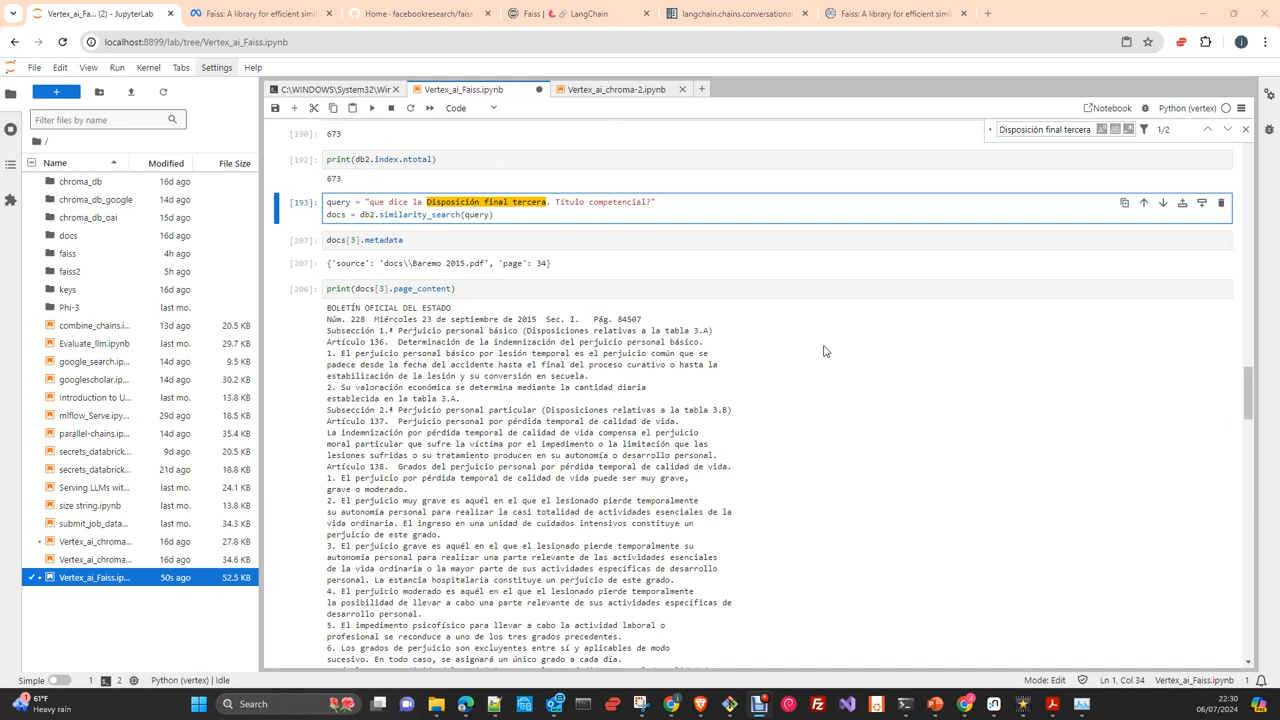 Vertex_ai_Fa... (2) - JupyterLab
Faiss: A library for efficient simil
Home · facebookresearch/faiss
Faiss | 🦜🔗 LangChain
langchain.chains.conversational
Faiss: A library for efficient simil
localhost:8899/lab/tree/Vertex_ai_Faiss.ipynb
File Edit View Run Kernel Tabs Settings Help
C:\WINDOWS\System32\Wir
Vertex_ai_Faiss.ipynb
Vertex_ai_chroma-2.ipynb
Code
Notebook
Python (vertex)
Filter files by name
/
Name Modified File Size
chroma_db 16d ago
chroma_db_google 14d ago
chroma_db_oai 15d ago
docs 16d ago
faiss 4h ago
faiss2 5h ago
keys 16d ago
Phi-3 last mo.
combine_chains.i... 13d ago 20.5 KB
Evaluate_llm.ipynb last mo. 29.7 KB
google_search.ip... 14d ago 9.5 KB
googlescholar.ip... 14d ago 30.2 KB
Introduction to U... last mo. 13.8 KB
mlflow_Serve.ipy... 29d ago 18.5 KB
parallel-chains.ip... 14d ago 35.4 KB
secrets_databrick... 9d ago 20.5 KB
secrets_databrick... 21d ago 18.8 KB
Serving LLMs wit... last mo. 24.1 KB
size string.ipynb last mo. 13.8 KB
submit_job_data... last mo. 34.3 KB
Vertex_ai_chroma... 16d ago 27.8 KB
Vertex_ai_chroma... 16d ago 34.6 KB
Vertex_ai_Faiss.ip... 50s ago 52.5 KB
Disposición final tercera
1/2
[190]: 673
[192]: print(db2.index.ntotal)
673
[193]: query = "que dice la Disposición final tercera. Título competencial?"
docs = db2.similarity_search(query)
[207]: docs[3].metadata
[207]: {'source': 'docs\\Baremo 2015.pdf', 'page': 34}
[206]: print(docs[3].page_content)
BOLETÍN OFICIAL DEL ESTADO
Núm. 228 Miércoles 23 de septiembre de 2015 Sec. I. Pág. 84507
Subsección 1.ª Perjuicio personal básico (Disposiciones relativas a la tabla 3.A)
Artículo 136. Determinación de la indemnización del perjuicio personal básico.
1. El perjuicio personal básico por lesión temporal es el perjuicio común que se
padece desde la fecha del accidente hasta el final del proceso curativo o hasta la
estabilización de la lesión y su conversión en secuela.
2. Su valoración económica se determina mediante la cantidad diaria
establecida en la tabla 3.A.
Subsección 2.ª Perjuicio personal particular (Disposiciones relativas a la tabla 3.B)
Artículo 137. Perjuicio personal por pérdida temporal de calidad de vida.
La indemnización por pérdida temporal de calidad de vida compensa el perjuicio
moral particular que sufre la víctima por el impedimento o la limitación que las
lesiones sufridas o su tratamiento producen en su autonomía o desarrollo personal.
Artículo 138. Grados del perjuicio personal por pérdida temporal de calidad de vida.
1. El perjuicio por pérdida temporal de calidad de vida puede ser muy grave,
grave o moderado.
2. El perjuicio muy grave es aquél en el que el lesionado pierde temporalmente
su autonomía personal para realizar la casi totalidad de actividades esenciales de la
vida ordinaria. El ingreso en una unidad de cuidados intensivos constituye un
perjuicio de este grado.
3. El perjuicio grave es aquél en el que el lesionado pierde temporalmente su
autonomía personal para realizar una parte relevante de las actividades esenciales
de la vida ordinaria o la mayor parte de sus actividades específicas de desarrollo
personal. La estancia hospitalaria constituye un perjuicio de este grado.
4. El perjuicio moderado es aquél en el que el lesionado pierde temporalmente
la posibilidad de llevar a cabo una parte relevante de sus actividades específicas de
desarrollo personal.
5. El impedimento psicofísico para llevar a cabo la actividad laboral o
profesional se reconduce a uno de los tres grados precedentes.
6. Los grados de perjuicio son excluyentes entre sí y aplicables de modo
sucesivo. En todo caso, se asignará un único grado a cada día.
Simple 1 2 Python (vertex) | Idle
Mode: Edit Ln 1, Col 34 Vertex_ai_Faiss.ipynb 1
61°F
Heavy rain
Search
22:30
06/07/2024